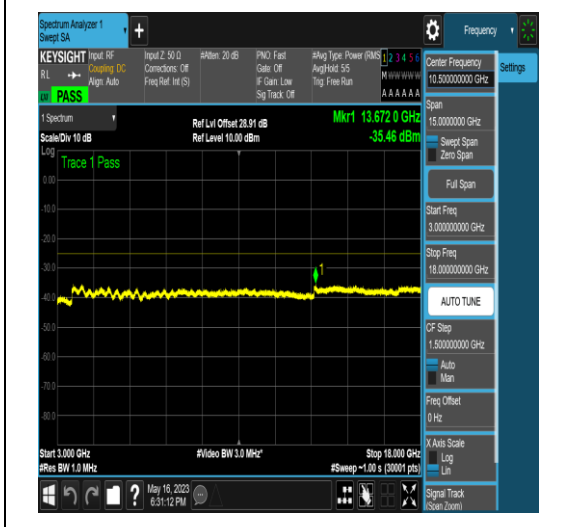 Spectrum Analyzer 1
Swept SA
+
Frequency
KEYSIGHT
Input: RF
Coupling: DC
Align: Auto
Input Z: 50 Ω
Corrections: Off
Freq Ref: Int (S)
#Atten: 20 dB
PNO: Fast
Gate: Off
IF Gain: Low
Sig Track: Off
#Avg Type: Power (RMS
Avg|Hold: 5/5
Trig: Free Run
1 2 3 4 5 6
M W W W W W
A A A A A A
RL
PASS
1 Spectrum
Scale/Div 10 dB
Ref Lvl Offset 28.91 dB
Ref Level 10.00 dBm
Mkr1 13.672 0 GHz
-35.46 dBm
Log
Trace 1 Pass
0.00
-10.0
-20.0
-30.0
-40.0
-50.0
-60.0
-70.0
-80.0
1
Start 3.000 GHz
#Res BW 1.0 MHz
#Video BW 3.0 MHz*
Stop 18.000 GHz
#Sweep ~1.00 s (30001 pts)
?
May 16, 2023
6:31:12 PM
Settings
Center Frequency
10.500000000 GHz
Span
15.0000000 GHz
Swept Span
Zero Span
Full Span
Start Freq
3.000000000 GHz
Stop Freq
18.000000000 GHz
AUTO TUNE
CF Step
1.500000000 GHz
Auto
Man
Freq Offset
0 Hz
X Axis Scale
Log
Lin
Signal Track
(Span Zoom)